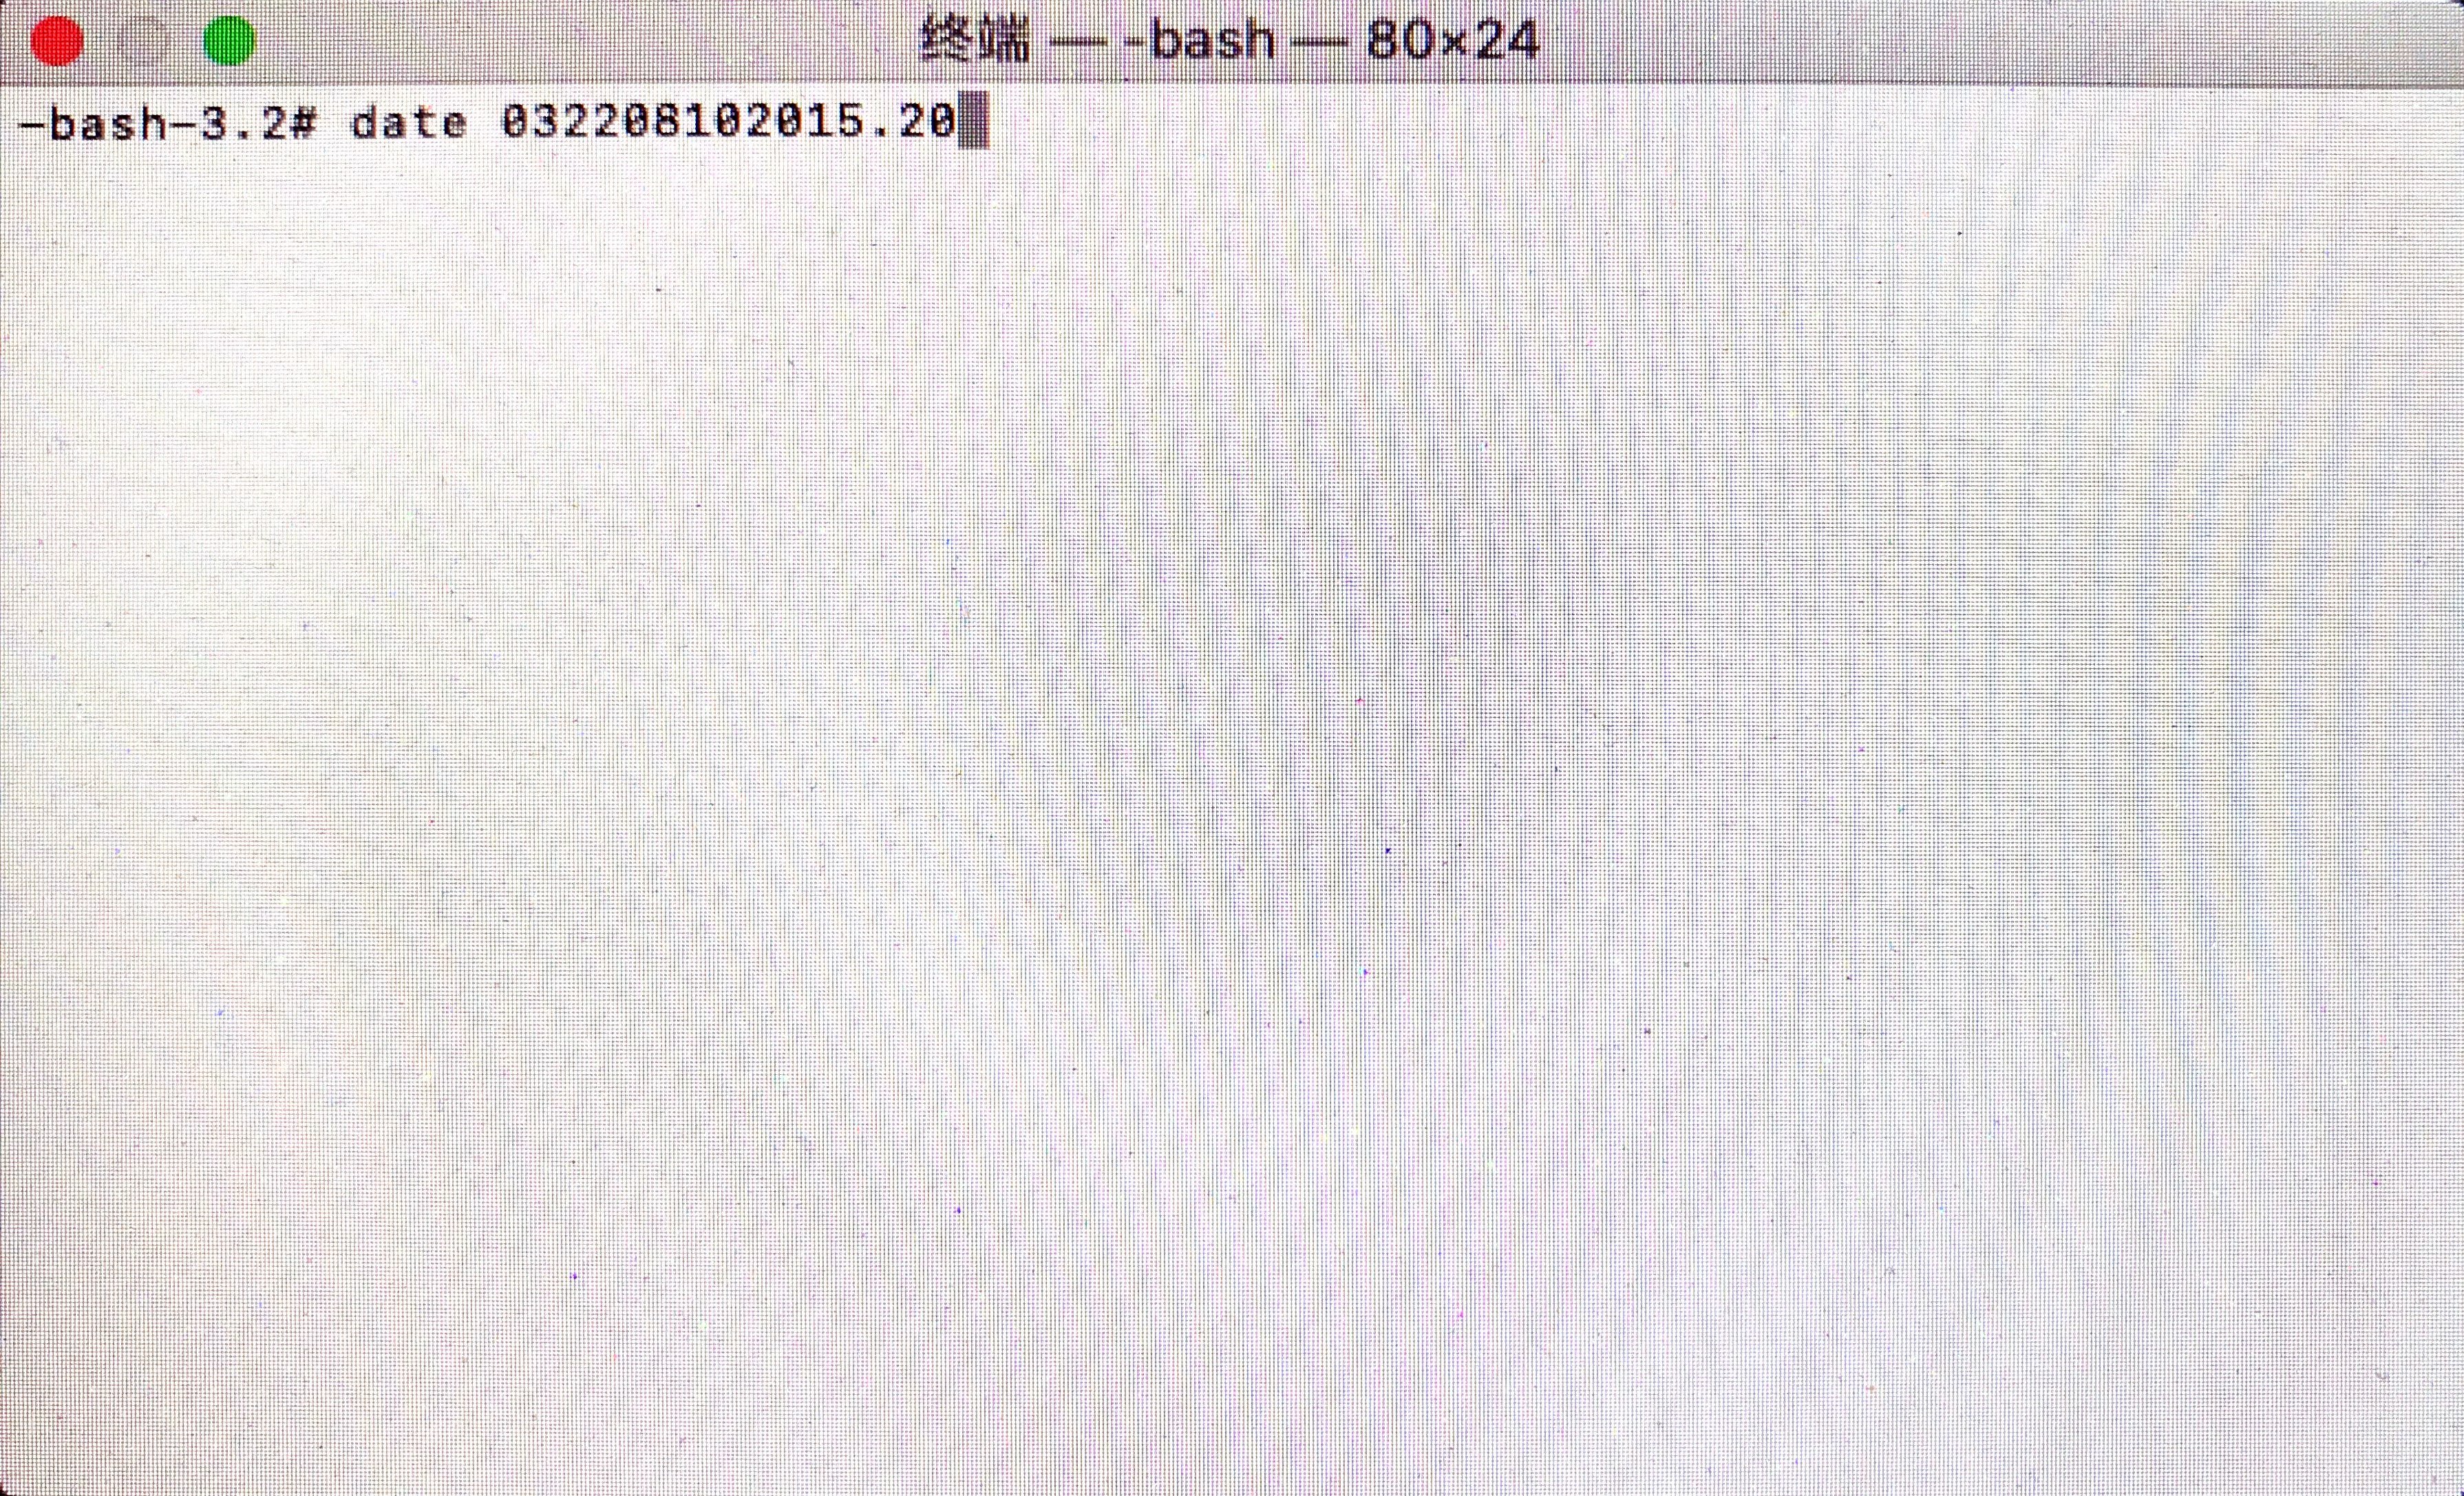 终端 — -bash — 80×24
-bash-3.2# date 032208102015.20